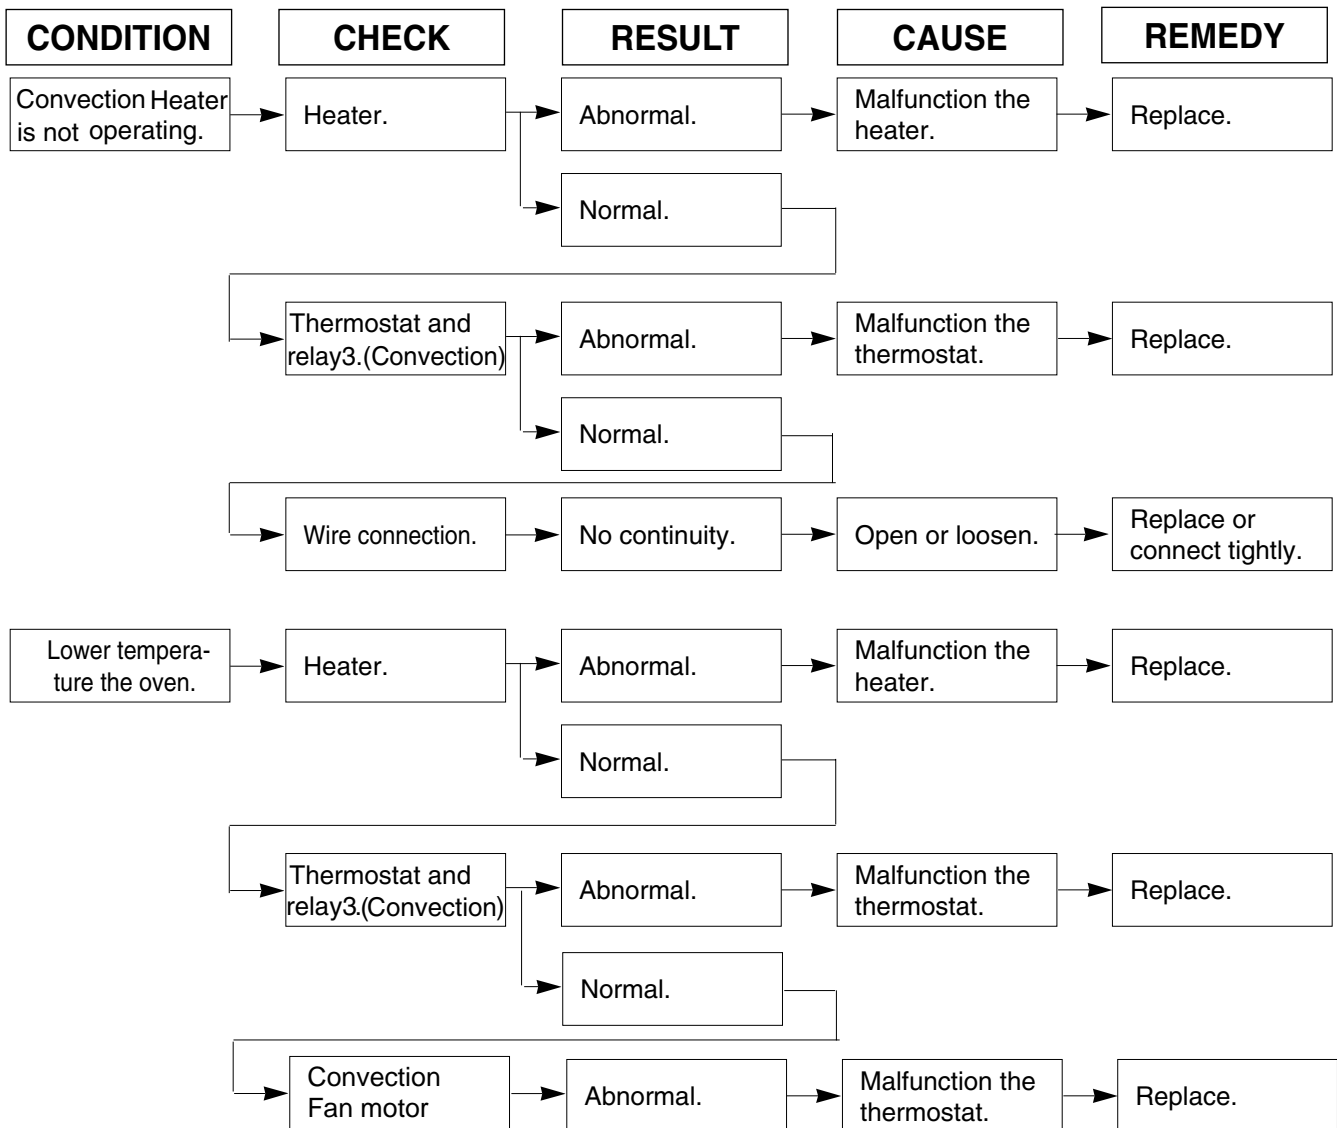 CONDITION CHECK RESULT CAUSE REMEDY
Convection Heater
is not operating.
Heater.
Abnormal.
Malfunction the
heater.
Replace.
Normal.
Thermostat and
relay3.(Convection)
Abnormal.
Malfunction the
thermostat.
Replace.
Normal.
Wire connection.
No continuity.
Open or loosen.
Replace or
connect tightly.
Lower tempera-
ture the oven.
Heater.
Abnormal.
Malfunction the
heater.
Replace.
Normal.
Thermostat and
relay3.(Convection)
Abnormal.
Malfunction the
thermostat.
Replace.
Normal.
Convection
Fan motor
Abnormal.
Malfunction the
thermostat.
Replace.